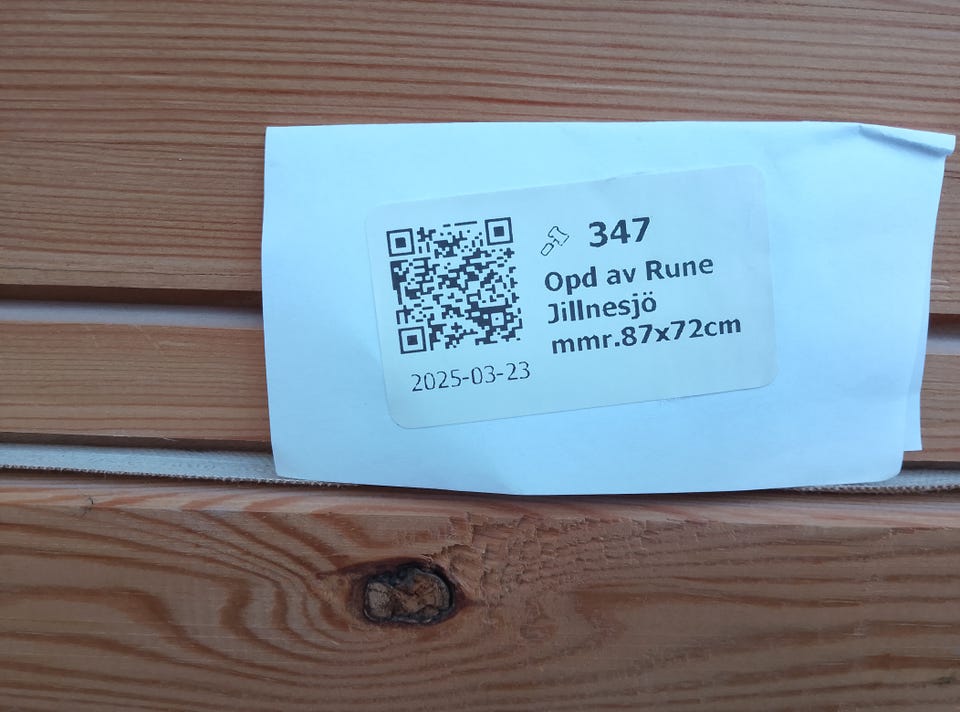 347
Opd av Rune
Jillnesjö
mmr.87x72cm
2025-03-23